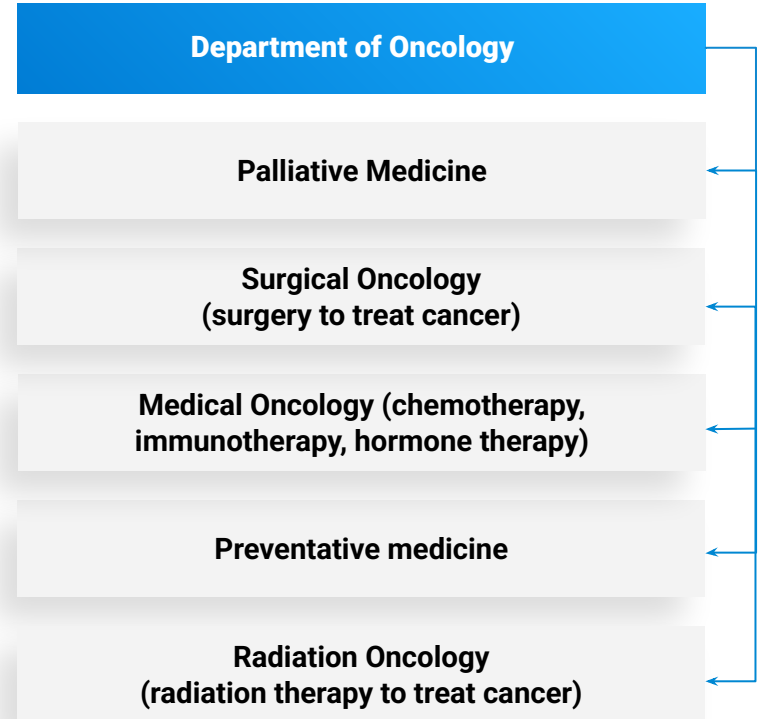 Department of Oncology
Palliative Medicine
Surgical Oncology
(surgery to treat cancer)
Medical Oncology (chemotherapy,
immunotherapy, hormone therapy)
Preventative medicine
Radiation Oncology
(radiation therapy to treat cancer)